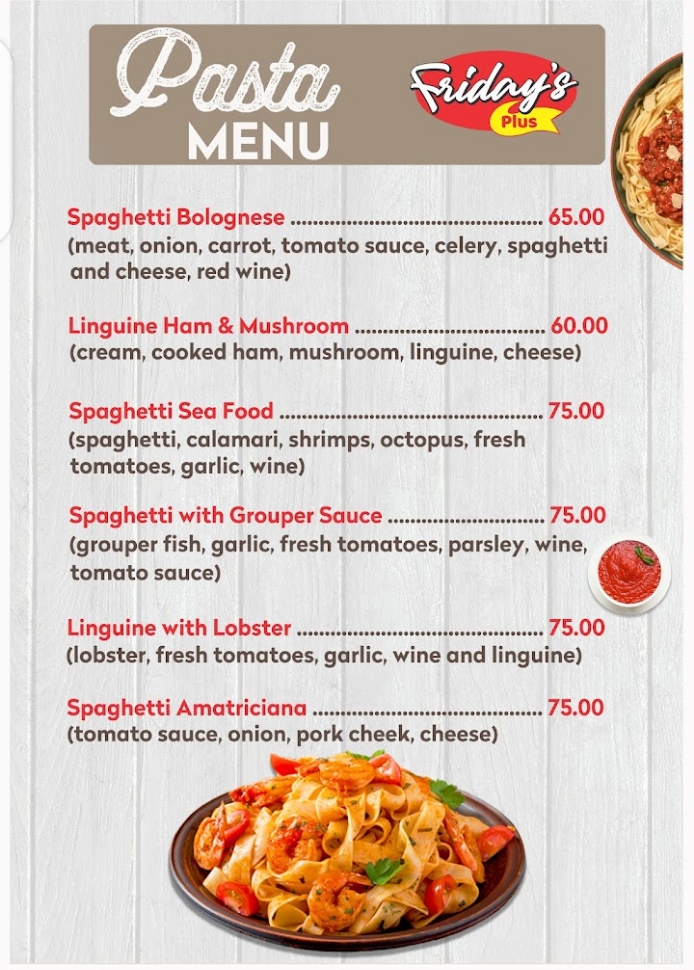 Pasta
MENU
Friday's
Plus
Spaghetti Bolognese ........................................... 65.00
(meat, onion, carrot, tomato sauce, celery, spaghetti
and cheese, red wine)
Linguine Ham & Mushroom ................................ 60.00
(cream, cooked ham, mushroom, linguine, cheese)
Spaghetti Sea Food ............................................. 75.00
(spaghetti, calamari, shrimps, octopus, fresh
tomatoes, garlic, wine)
Spaghetti with Grouper Sauce ........................... 75.00
(grouper fish, garlic, fresh tomatoes, parsley, wine,
tomato sauce)
Linguine with Lobster .......................................... 75.00
(lobster, fresh tomatoes, garlic, wine and linguine)
Spaghetti Amatriciana ....................................... 75.00
(tomato sauce, onion, pork cheek, cheese)